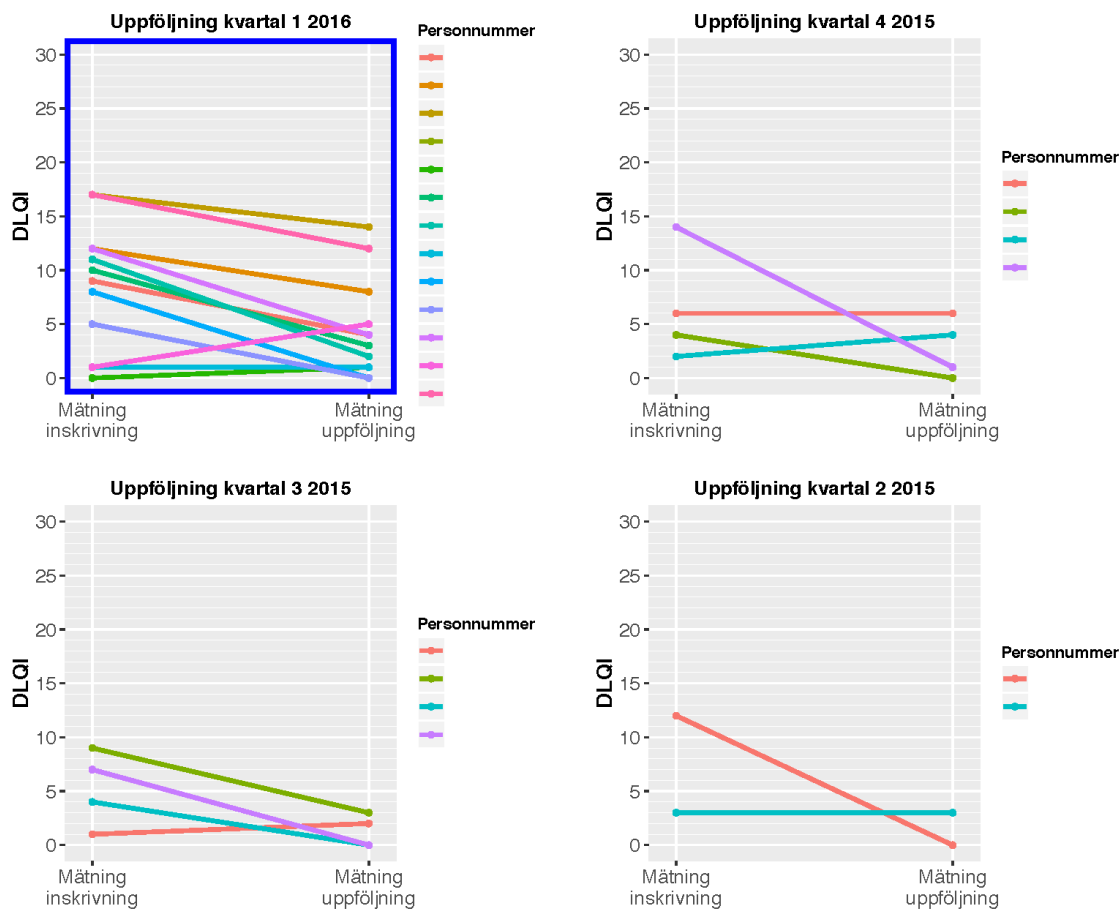 Uppföljning kvartal 1 2016
DLQI
30
25
20
15
10
5
0
Mätning
inskrivning
Mätning
uppföljning
Personnummer
Uppföljning kvartal 4 2015
DLQI
30
25
20
15
10
5
0
Mätning
inskrivning
Mätning
uppföljning
Personnummer
Uppföljning kvartal 3 2015
DLQI
30
25
20
15
10
5
0
Mätning
inskrivning
Mätning
uppföljning
Personnummer
Uppföljning kvartal 2 2015
DLQI
30
25
20
15
10
5
0
Mätning
inskrivning
Mätning
uppföljning
Personnummer